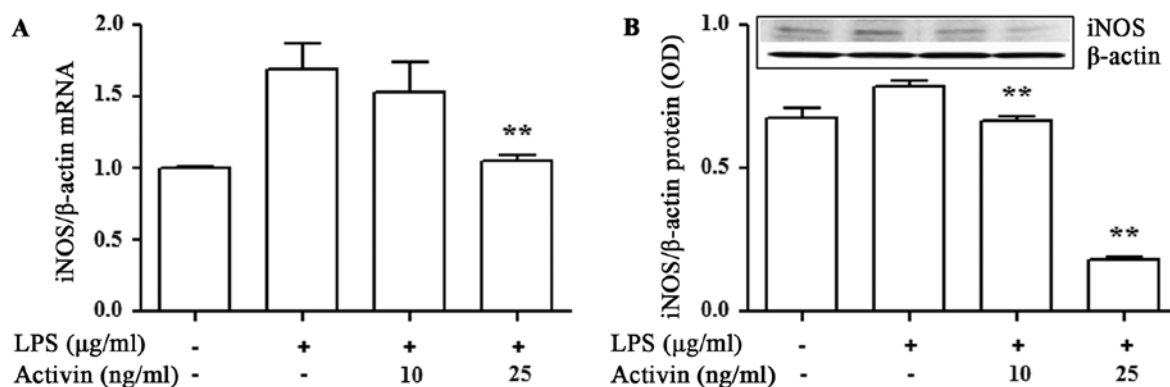 A
iNOS/β-actin mRNA
2.0
1.5
1.0
0.5
0.0
**
LPS (μg/ml) - + + +
Activin (ng/ml) - - 10 25
B
iNOS/β-actin protein (OD)
1.0
0.5
0.0
iNOS
β-actin
**
**
LPS (μg/ml) - + + +
Activin (ng/ml) - - 10 25